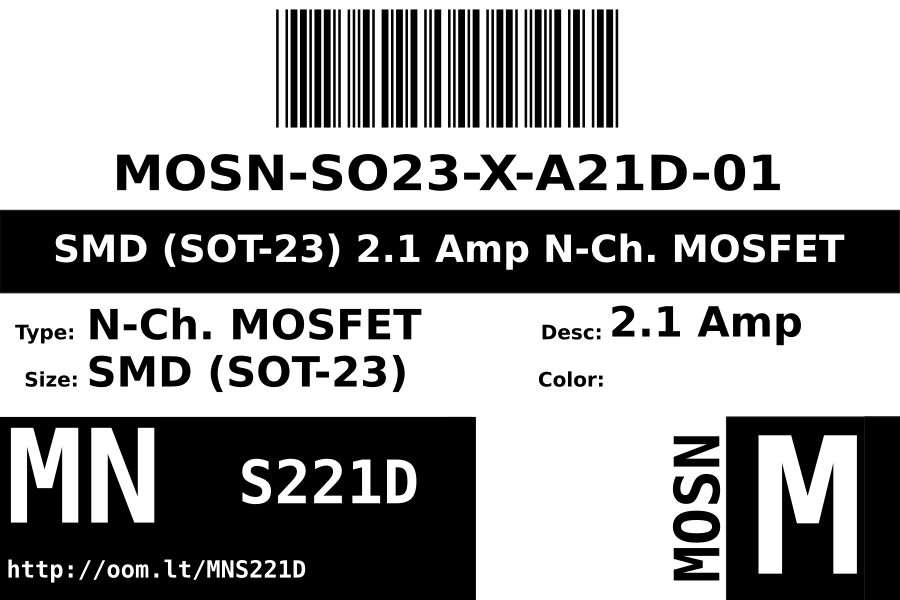 MOSN-SO23-X-A21D-01
SMD (SOT-23) 2.1 Amp N-Ch. MOSFET
Type: N-Ch. MOSFET
Desc: 2.1 Amp
Size: SMD (SOT-23)
Color:
MN
S221D
http://oom.lt/MNS221D
MOSN
M